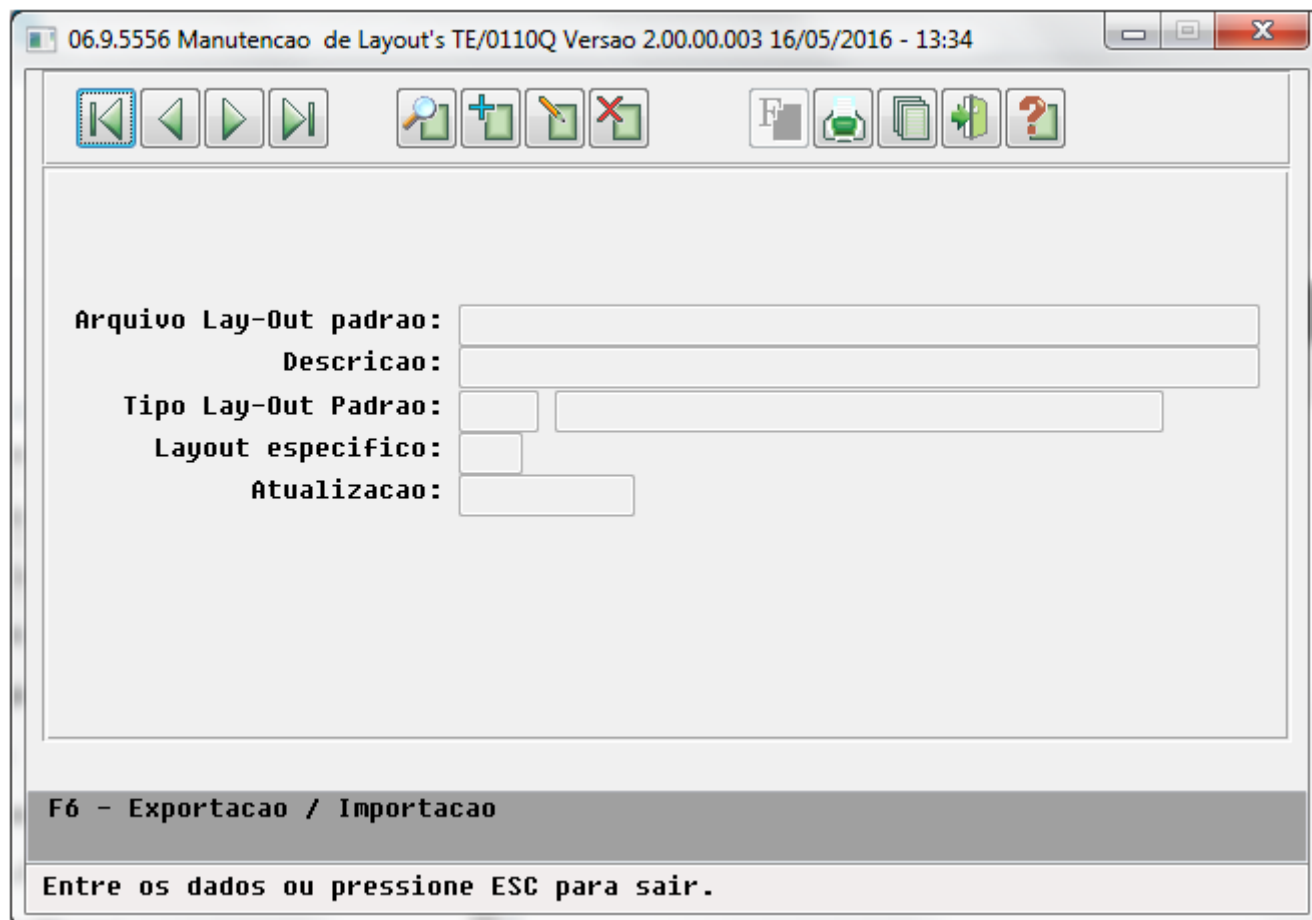 06.9.5556 Manutencao  de Layout's TE/0110Q Versao 2.00.00.003 16/05/2016 - 13:34
F
Arquivo Lay-Out padrao:
Descricao:
Tipo Lay-Out Padrao:
Layout especifico:
Atualizacao:
F6 - Exportacao / Importacao
Entre os dados ou pressione ESC para sair.